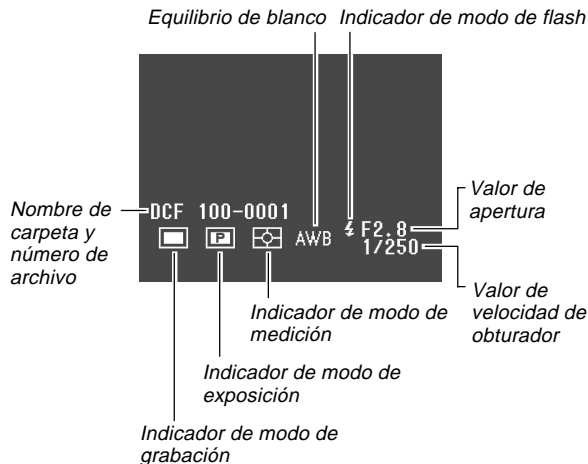 Equilibrio de blanco
Indicador de modo de flash
DCF 100-0001
P
AWB
F2.8
1/250
Nombre de
carpeta y
número de
archivo
Valor de
apertura
Valor de
velocidad de
obturador
Indicador de modo de
medición
Indicador de modo de
exposición
Indicador de modo de
grabación